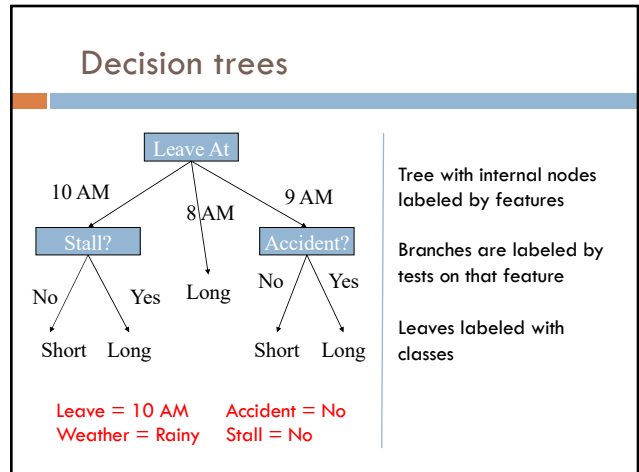 Decision trees
Leave At
10 AM
8 AM
9 AM
Stall?
Accident?
No
Yes
Long
No
Yes
Short
Long
Short
Long
Leave = 10 AM
Accident = No
Weather = Rainy
Stall = No
Tree with internal nodes
labeled by features
Branches are labeled by
tests on that feature
Leaves labeled with
classes